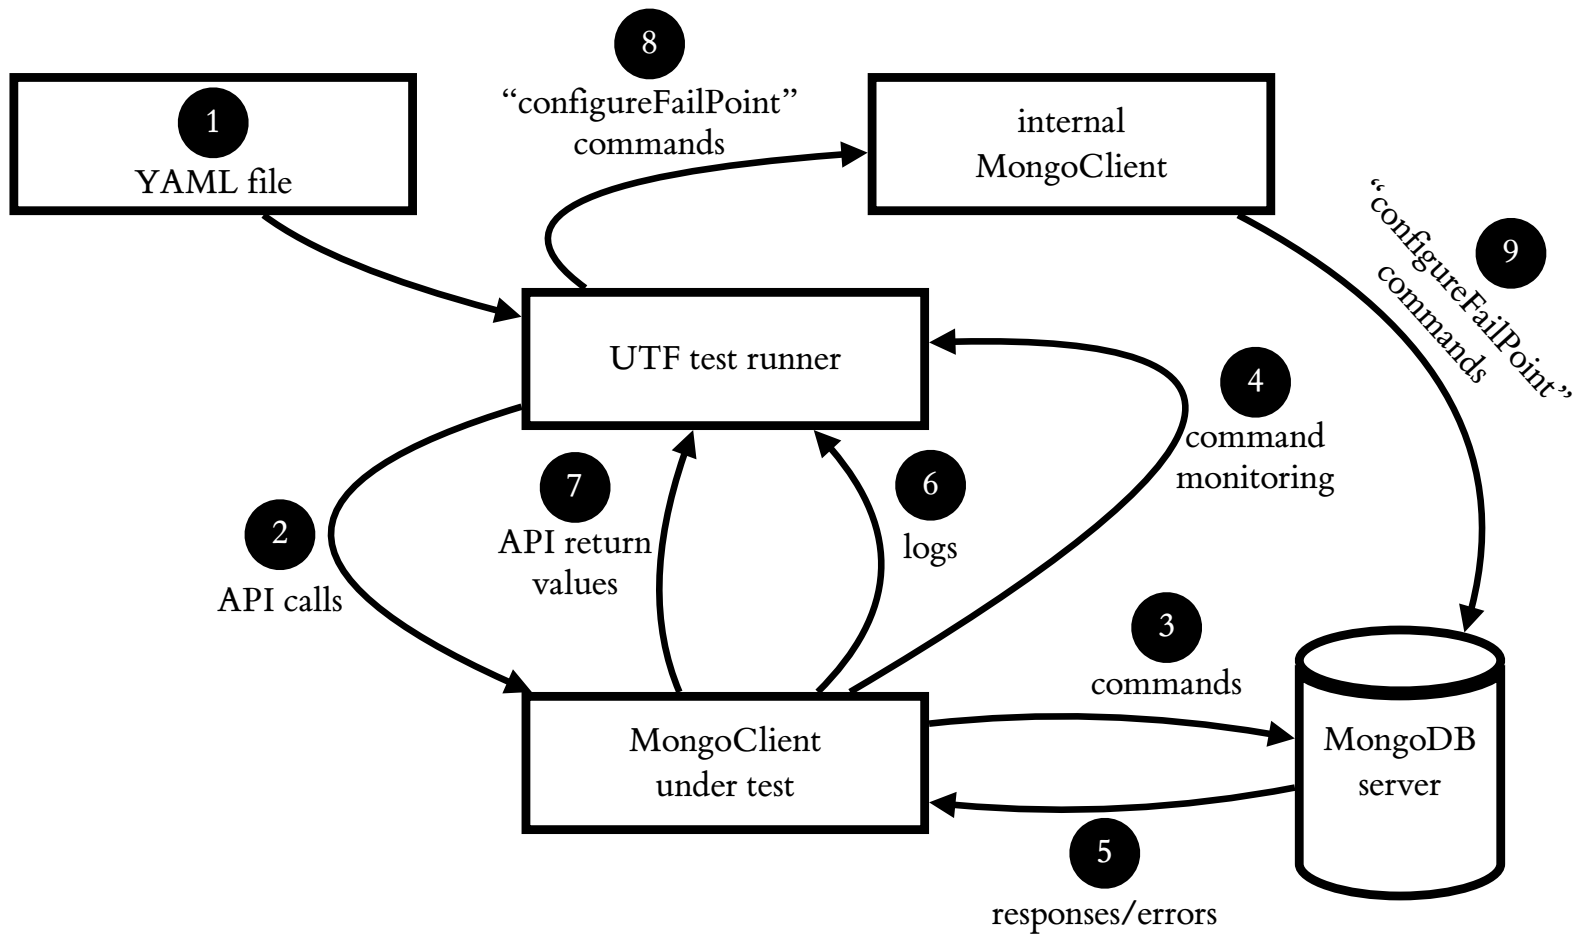 1
YAML file
8
“configureFailPoint”
commands
internal
MongoClient
9
“configureFailPoint”
commands
UTF test runner
4
command
monitoring
2
API calls
7
API return
values
6
logs
3
commands
MongoClient
under test
MongoDB
server
5
responses/errors